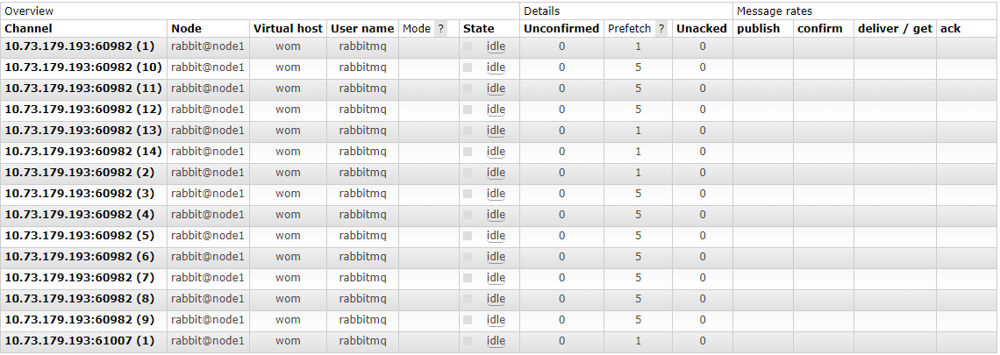 Overview Details Message rates
Channel Node Virtual host User name Mode ? State Unconfirmed Prefetch ? Unacked publish confirm deliver / get ack
10.73.179.193:60982 (1) rabbit@node1 wom rabbitmq idle 0 1 0
10.73.179.193:60982 (10) rabbit@node1 wom rabbitmq idle 0 5 0
10.73.179.193:60982 (11) rabbit@node1 wom rabbitmq idle 0 5 0
10.73.179.193:60982 (12) rabbit@node1 wom rabbitmq idle 0 5 0
10.73.179.193:60982 (13) rabbit@node1 wom rabbitmq idle 0 1 0
10.73.179.193:60982 (14) rabbit@node1 wom rabbitmq idle 0 1 0
10.73.179.193:60982 (2) rabbit@node1 wom rabbitmq idle 0 1 0
10.73.179.193:60982 (3) rabbit@node1 wom rabbitmq idle 0 5 0
10.73.179.193:60982 (4) rabbit@node1 wom rabbitmq idle 0 5 0
10.73.179.193:60982 (5) rabbit@node1 wom rabbitmq idle 0 5 0
10.73.179.193:60982 (6) rabbit@node1 wom rabbitmq idle 0 5 0
10.73.179.193:60982 (7) rabbit@node1 wom rabbitmq idle 0 5 0
10.73.179.193:60982 (8) rabbit@node1 wom rabbitmq idle 0 5 0
10.73.179.193:60982 (9) rabbit@node1 wom rabbitmq idle 0 5 0
10.73.179.193:61007 (1) rabbit@node1 wom rabbitmq idle 0 1 0